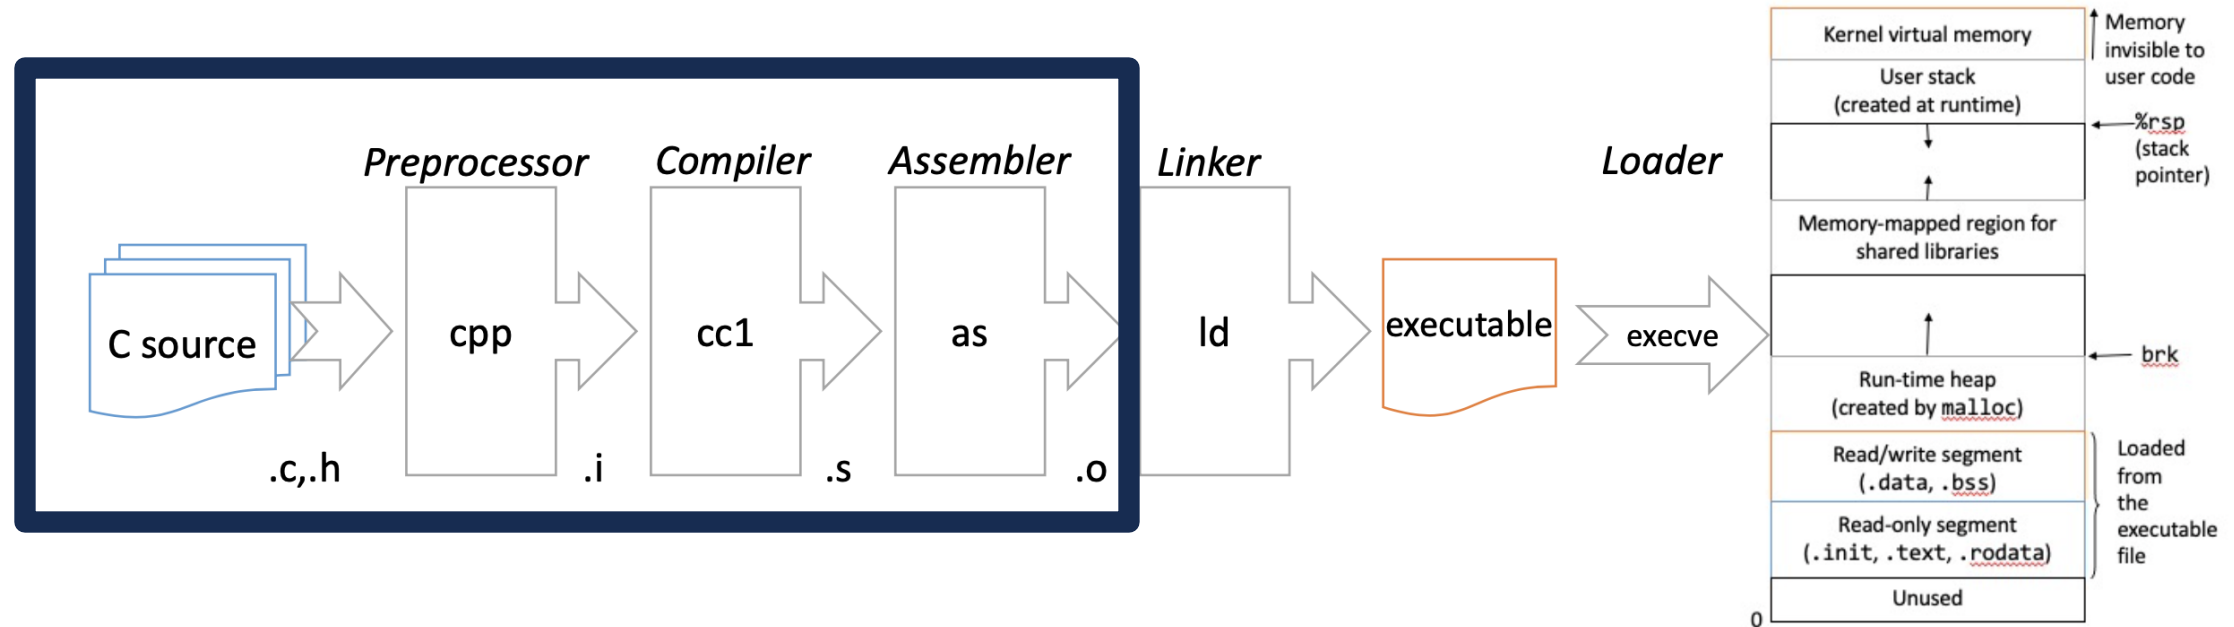 Preprocessor
Compiler
Assembler
Linker
Loader
C source
cpp
cc1
as
ld
executable
execve
.c,.h
.i
.s
.o
Kernel virtual memory
Memory
invisible to
user code
User stack
(created at runtime)
%rsp
(stack
pointer)
Memory-mapped region for
shared libraries
brk
Run-time heap
(created by malloc)
Read/write segment
(.data, .bss)
Read-only segment
(.init, .text, .rodata)
Loaded
from
the
executable
file
Unused
0